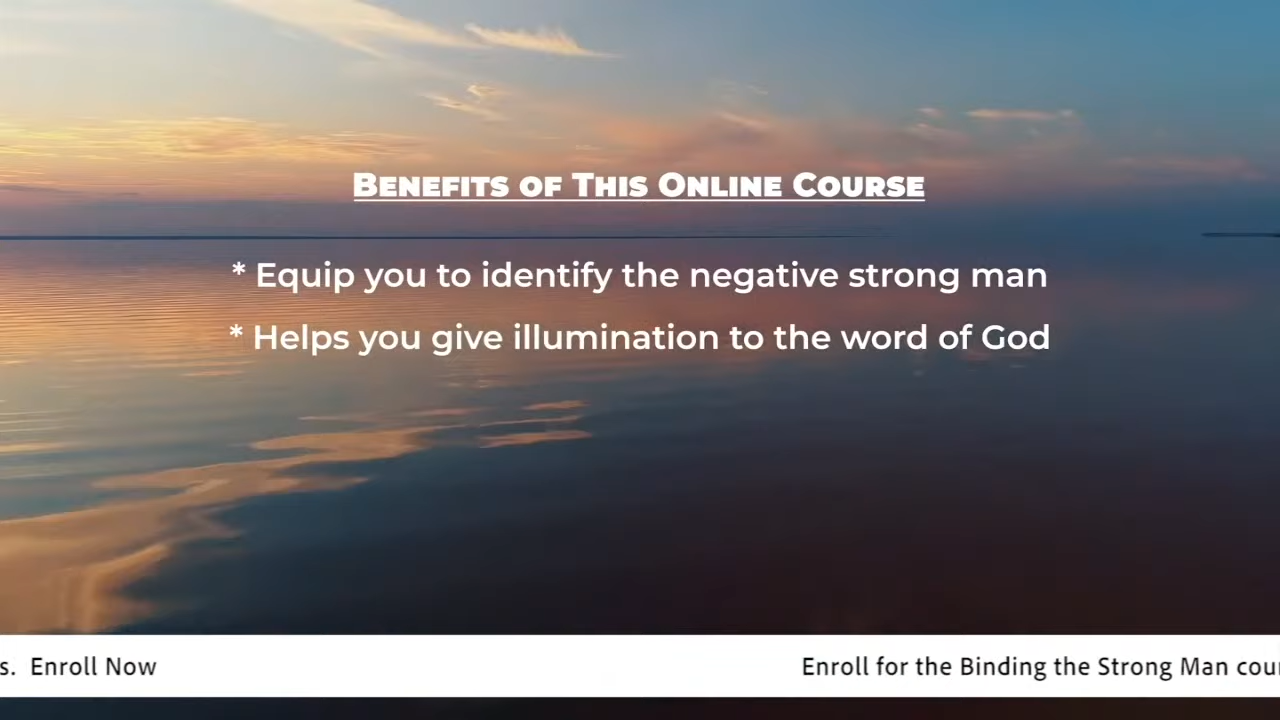 Benefits of This Online Course
* Equip you to identify the negative strong man
* Helps you give illumination to the word of God
s. Enroll Now
Enroll for the Binding the Strong Man cour